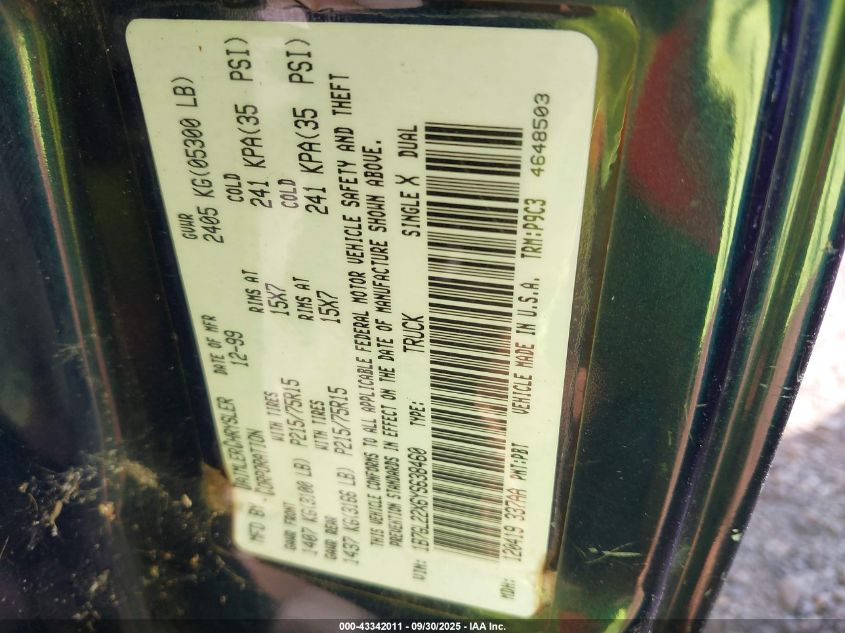 MFD BY: DAIMLERCHRYSLER CORPORATION
DATE OF MFR 12-99
GVWR 2405 KG(05300 LB)
GAWR FRONT WITH TIRES RIMS AT COLD
1407 KG(3100 LB) P215/75R15 15X7 241 KPA(35 PSI)
GAWR REAR WITH TIRES RIMS AT COLD
1437 KG(3166 LB) P215/75R15 15X7 241 KPA(35 PSI)
THIS VEHICLE CONFORMS TO ALL APPLICABLE FEDERAL MOTOR VEHICLE SAFETY AND THEFT
PREVENTION STANDARDS IN EFFECT ON THE DATE OF MANUFACTURE SHOWN ABOVE.
VIN: 1B7GL22X6YS638460 TYPE: TRUCK SINGLE X DUAL
MDH: 120419 337AA PNT:PBT VEHICLE MADE IN U.S.A. TRM:P9C3
4648503
000-43342011 - 09/30/2025 - IAA Inc.